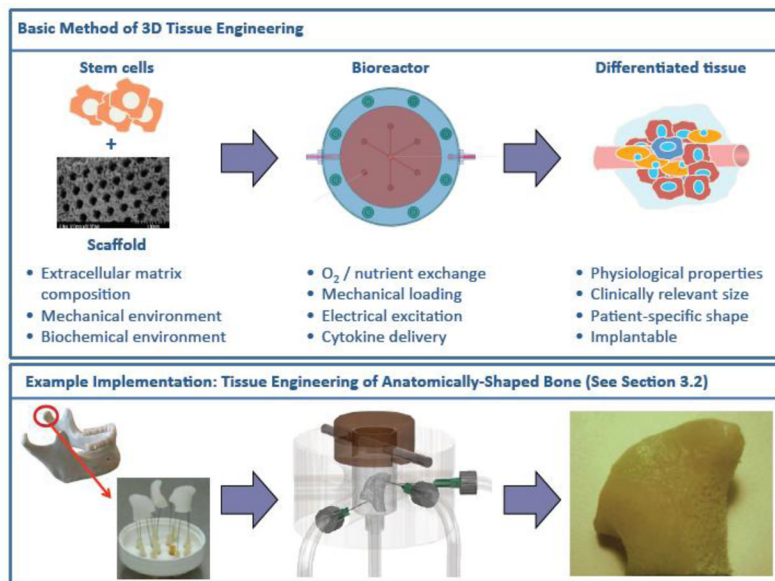 Basic Method of 3D Tissue Engineering
Stem cells
+
Scaffold
• Extracellular matrix
composition
• Mechanical environment
• Biochemical environment
Bioreactor
• O₂ / nutrient exchange
• Mechanical loading
• Electrical excitation
• Cytokine delivery
Differentiated tissue
• Physiological properties
• Clinically relevant size
• Patient-specific shape
• Implantable
Example Implementation: Tissue Engineering of Anatomically-Shaped Bone (See Section 3.2)